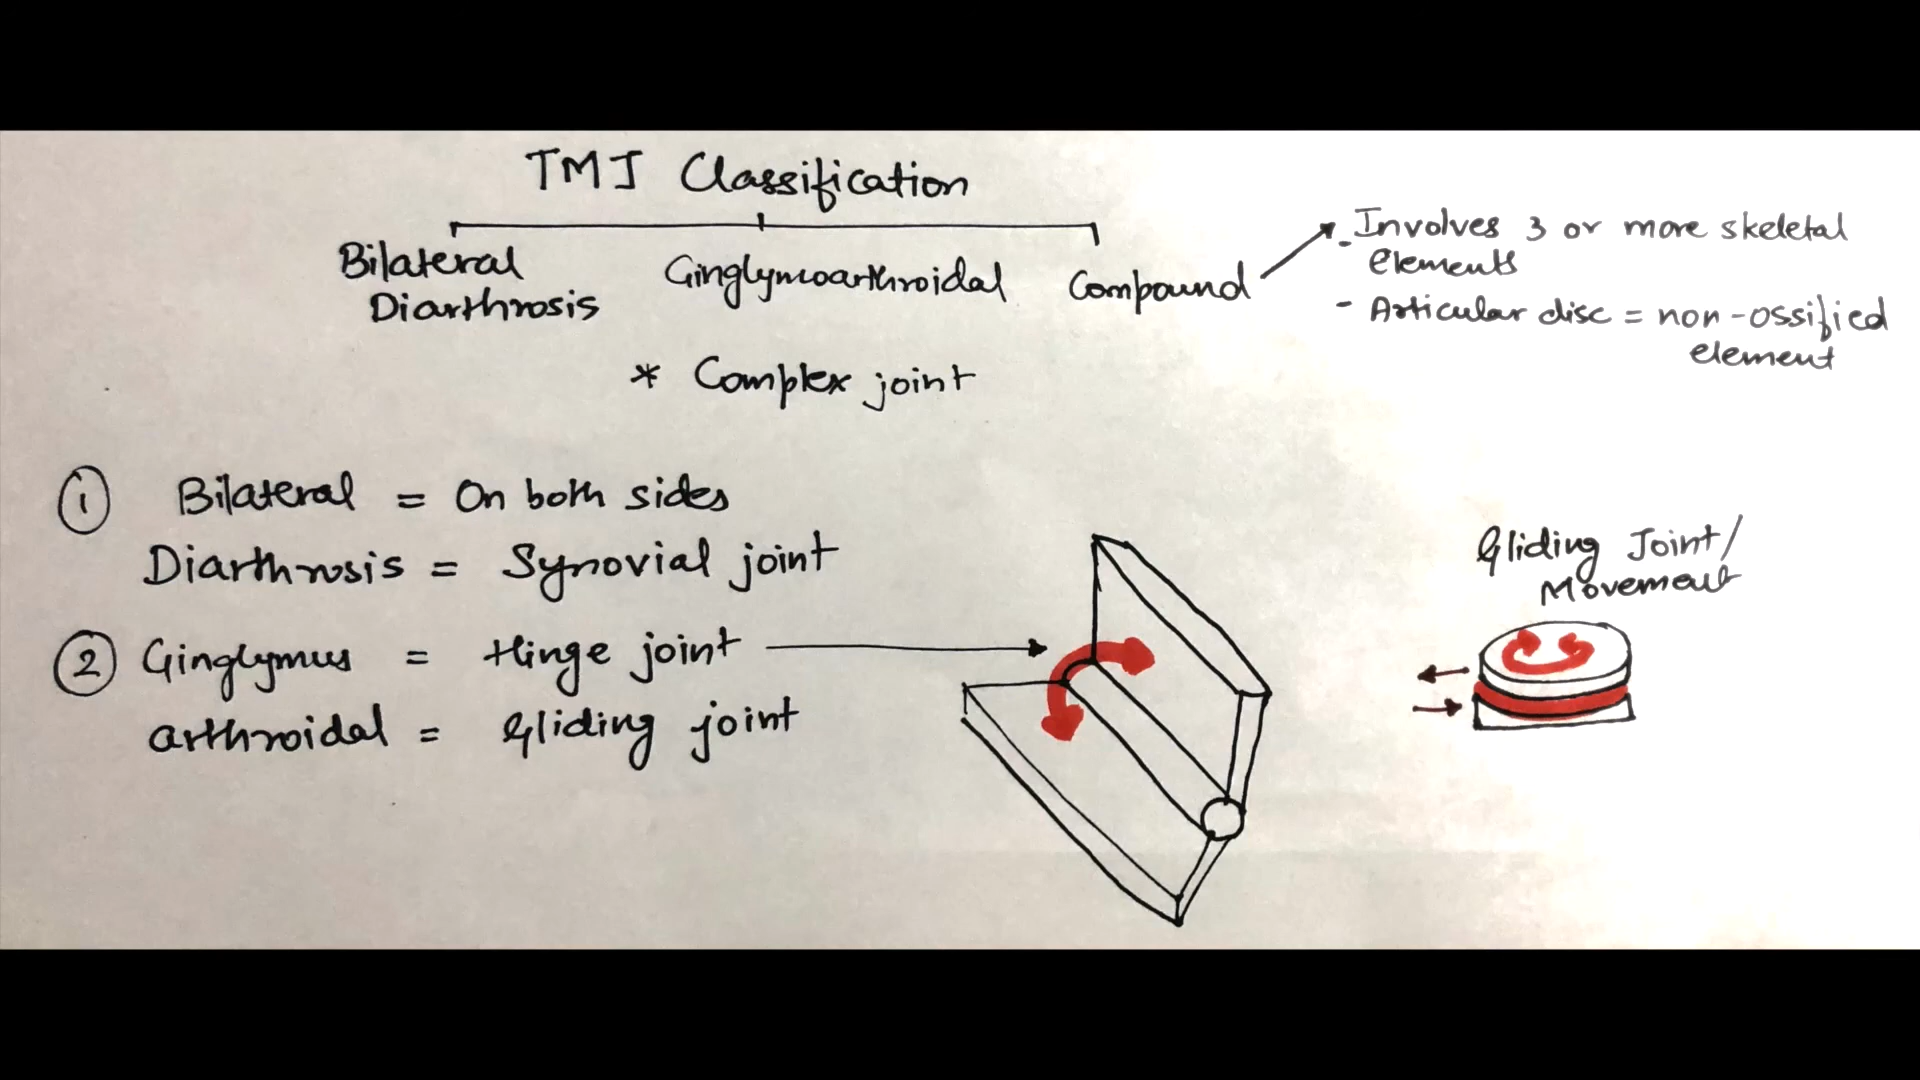 TMJ Classification
Bilateral
Diarthrosis
Ginglymoarthroidal
Compound
- Involves 3 or more skeletal
elements
- Articular disc = non-ossified
element
* Complex joint
1 Bilateral = On both sides
Diarthrosis = Synovial joint
2 Ginglymus = Hinge joint
arthroidal = gliding joint
Gliding Joint/
Movement